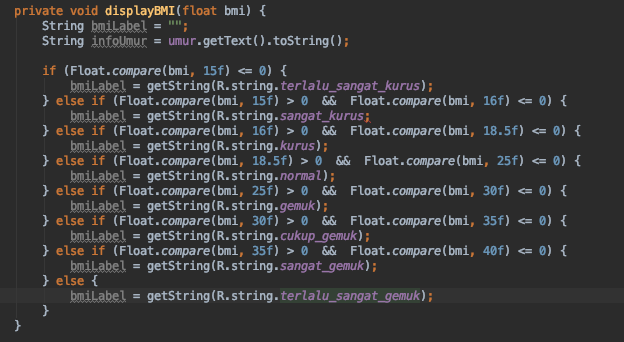 private void displayBMI(float bmi) {
    String bmiLabel = "";
    String infoUmur = umur.getText().toString();
    if (Float.compare(bmi, 15f) <= 0) {
        bmiLabel = getString(R.string.terlalu_sangat_kurus);
    } else if (Float.compare(bmi, 15f) > 0  &&  Float.compare(bmi, 16f) <= 0) {
        bmiLabel = getString(R.string.sangat_kurus;
    } else if (Float.compare(bmi, 16f) > 0  &&  Float.compare(bmi, 18.5f) <= 0) {
        bmiLabel = getString(R.string.kurus);
    } else if (Float.compare(bmi, 18.5f) > 0  &&  Float.compare(bmi, 25f) <= 0) {
        bmiLabel = getString(R.string.normal);
    } else if (Float.compare(bmi, 25f) > 0  &&  Float.compare(bmi, 30f) <= 0) {
        bmiLabel = getString(R.string.gemuk);
    } else if (Float.compare(bmi, 30f) > 0  &&  Float.compare(bmi, 35f) <= 0) {
        bmiLabel = getString(R.string.cukup_gemuk);
    } else if (Float.compare(bmi, 35f) > 0  &&  Float.compare(bmi, 40f) <= 0) {
        bmiLabel = getString(R.string.sangat_gemuk);
    } else {
        bmiLabel = getString(R.string.terlalu_sangat_gemuk);
    }
}